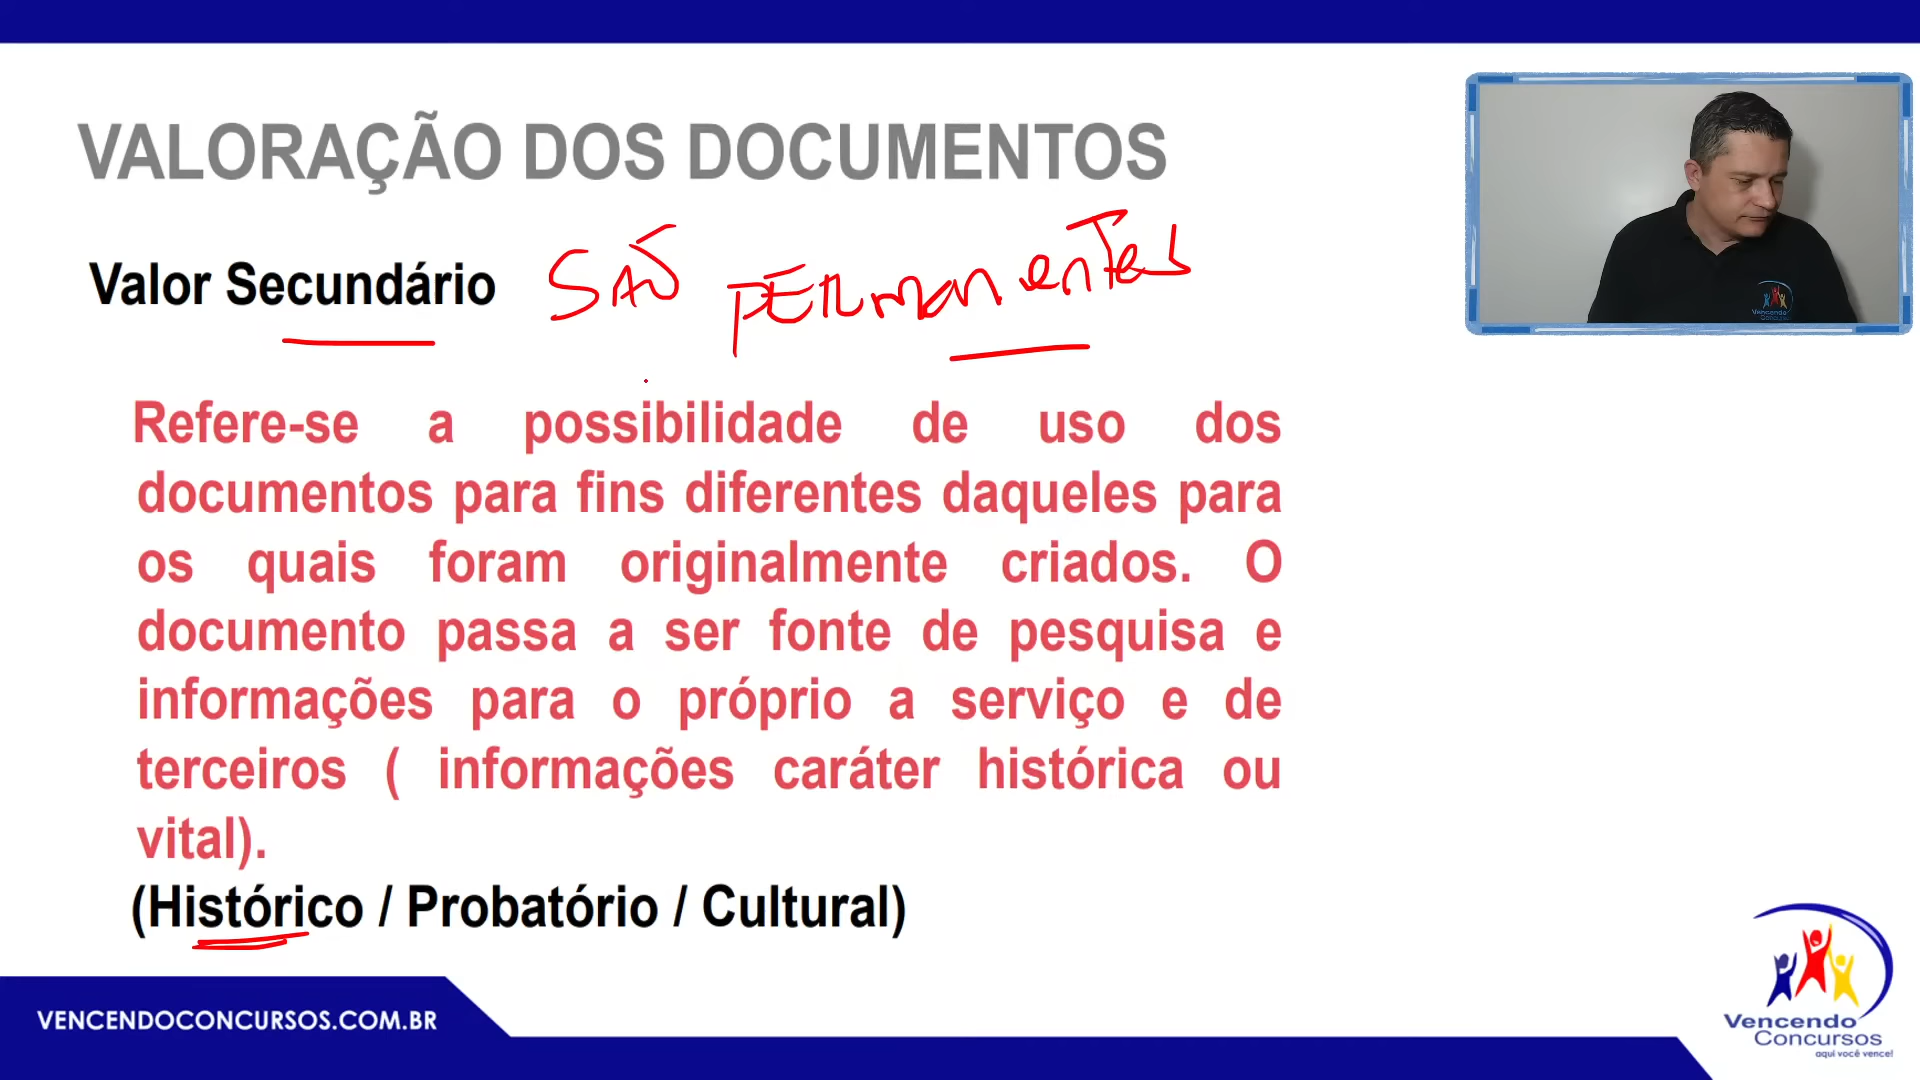 VALORAÇÃO DOS DOCUMENTOS
Valor Secundário SÃO PERmanentes
Refere-se a possibilidade de uso dos
documentos para fins diferentes daqueles para
os quais foram originalmente criados. O
documento passa a ser fonte de pesquisa e
informações para o próprio a serviço e de
terceiros ( informações caráter histórica ou
vital).
(Histórico / Probatório / Cultural)
VENCENDOCONCURSOS.COM.BR
Vencendo
Concursos
aqui você vence!
Vencendo
Concursos